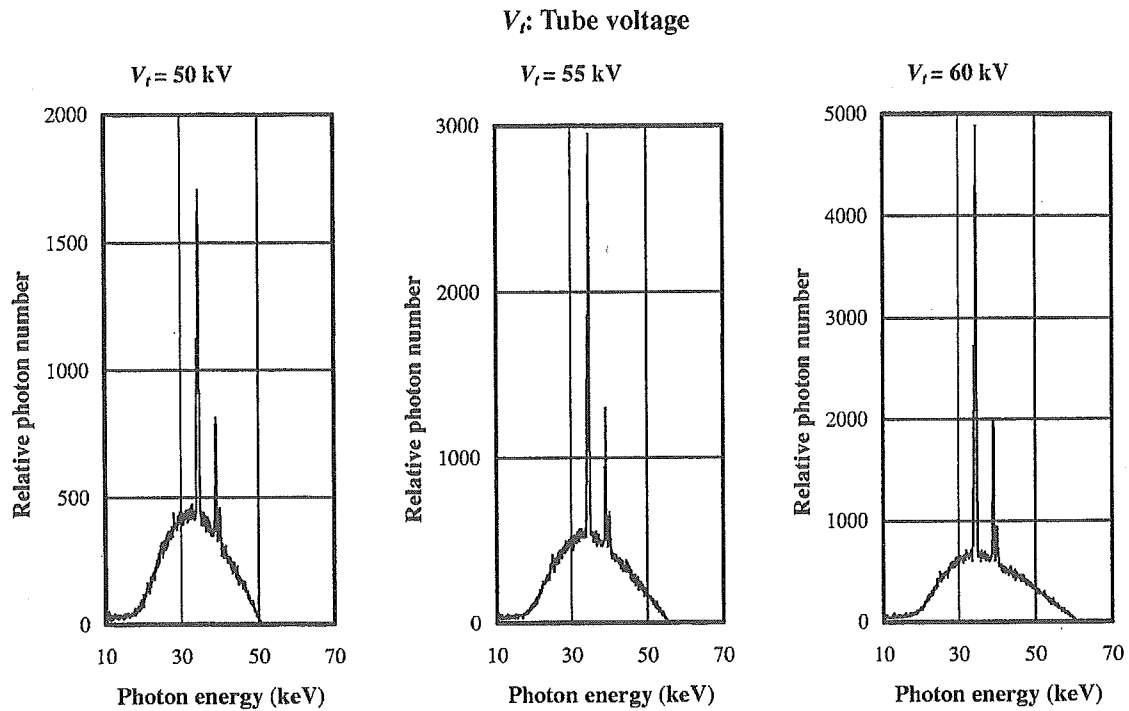 Vt: Tube voltage
Vt = 50 kV
2000
1500
1000
500
0
10 30 50 70
Relative photon number
Photon energy (keV)
Vt = 55 kV
3000
2000
1000
0
10 30 50 70
Relative photon number
Photon energy (keV)
Vt = 60 kV
5000
4000
3000
2000
1000
0
10 30 50 70
Relative photon number
Photon energy (keV)